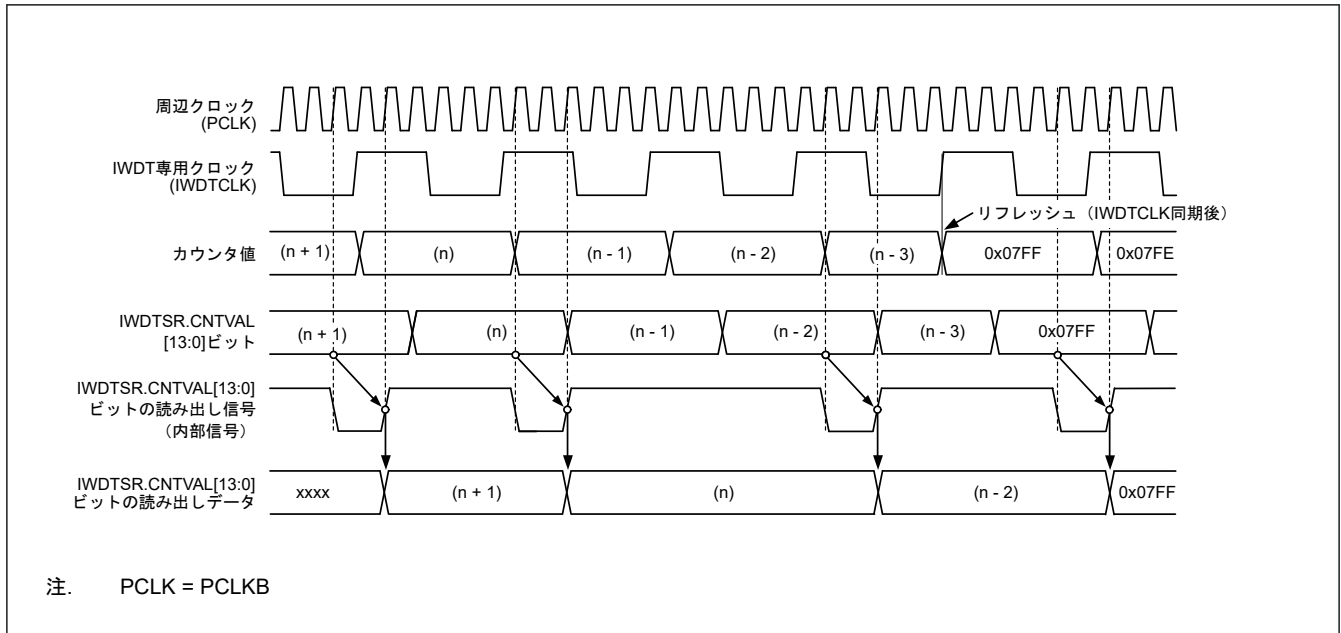 周辺クロック
(PCLK)
IWDT専用クロック
(IWDTCLK)
リフレッシュ（IWDTCLK同期後）
カウンタ値
(n + 1)
(n)
(n - 1)
(n - 2)
(n - 3)
0x07FF
0x07FE
IWDTSR.CNTVAL
[13:0]ビット
(n + 1)
(n)
(n - 1)
(n - 2)
(n - 3)
0x07FF
IWDTSR.CNTVAL[13:0]
ビットの読み出し信号
（内部信号）
IWDTSR.CNTVAL[13:0]
ビットの読み出しデータ
xxxx
(n + 1)
(n)
(n - 2)
0x07FF
注. PCLK = PCLKB